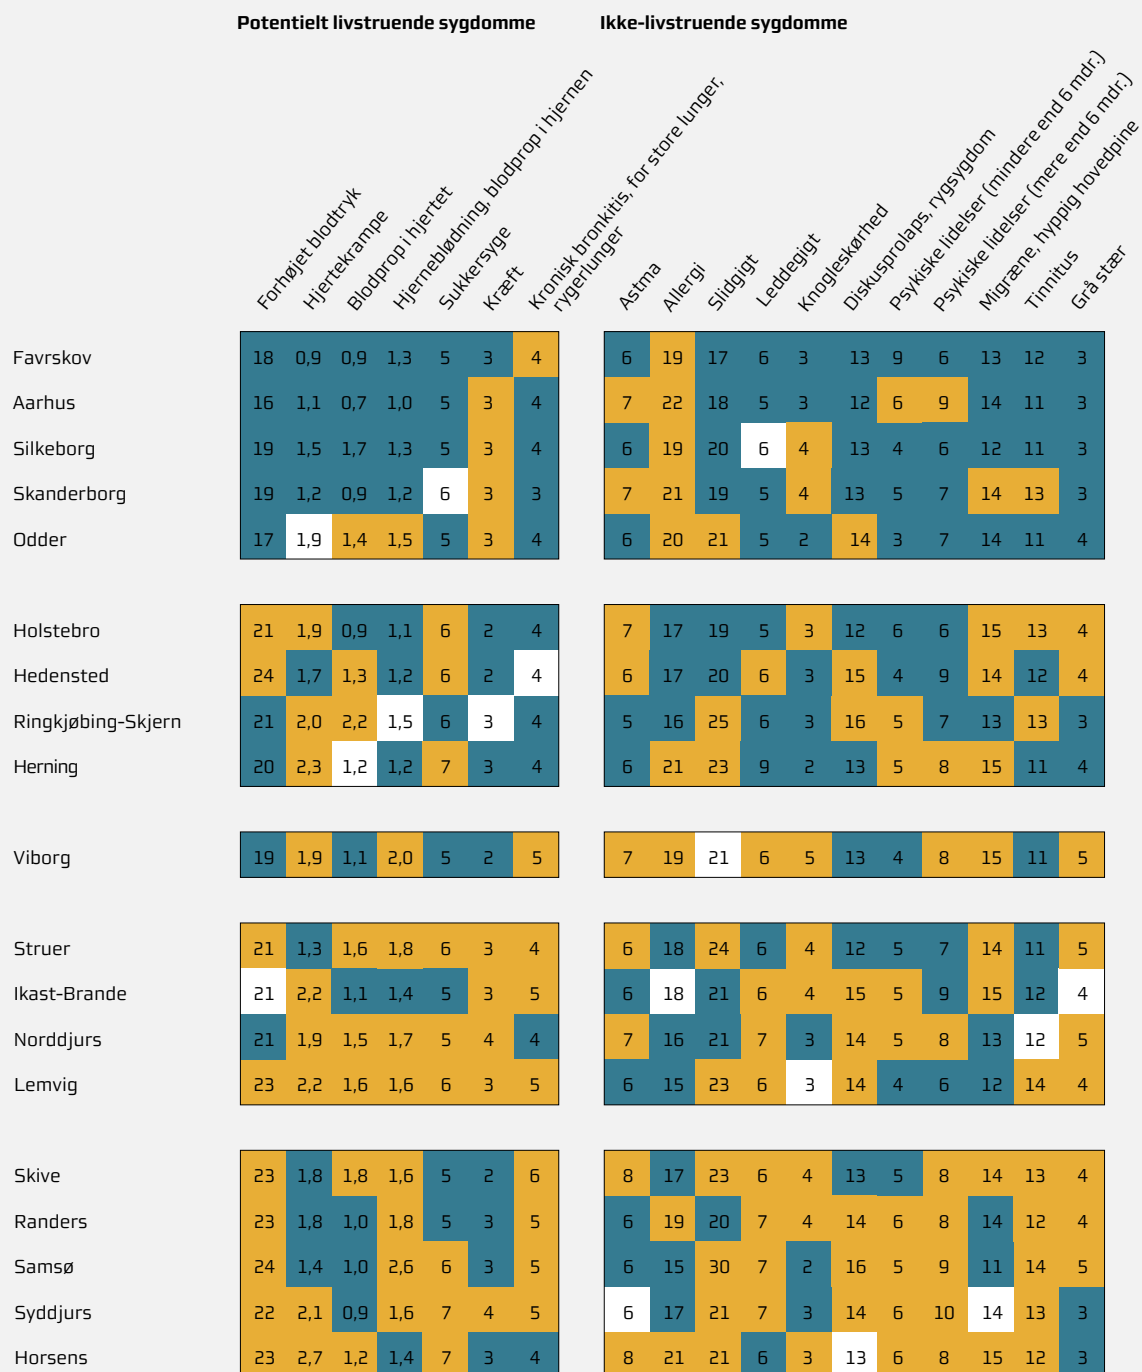 Potentielt livstruende sygdomme
Ikke-livstruende sygdomme
Forhøjet blodtryk
Hjertekrampe
Blodprop i hjertet
Hjerneblødning, blodprop i hjernen
Sukkersyge
Kræft
Kronisk bronkitis, for store lunger,
rygerlunger
Astma
Allergi
Slidgigt
Leddegigt
Knogleskørhed
Diskusprolaps, rygsygdom
Psykiske lidelser (mindere end 6 mdr.)
Psykiske lidelser (mere end 6 mdr.)
Migræne, hyppig hovedpine
Tinnitus
Grå stær
Favrskov 18 0,9 0,9 1,3 5 3 4 6 19 17 6 3 13 9 6 13 12 3
Aarhus 16 1,1 0,7 1,0 5 3 4 7 22 18 5 3 12 6 9 14 11 3
Silkeborg 19 1,5 1,7 1,3 5 3 4 6 19 20 6 4 13 4 6 12 11 3
Skanderborg 19 1,2 0,9 1,2 6 3 3 7 21 19 5 4 13 5 7 14 13 3
Odder 17 1,9 1,4 1,5 5 3 4 6 20 21 5 2 14 3 7 14 11 4
Holstebro 21 1,9 0,9 1,1 6 2 4 7 17 19 5 3 12 6 6 15 13 4
Hedensted 24 1,7 1,3 1,2 6 2 4 6 17 20 6 3 15 4 9 14 12 4
Ringkjøbing-Skjern 21 2,0 2,2 1,5 6 3 4 5 16 25 6 3 16 5 7 13 13 3
Herning 20 2,3 1,2 1,2 7 3 4 6 21 23 9 2 13 5 8 15 11 4
Viborg 19 1,9 1,1 2,0 5 2 5 7 19 21 6 5 13 4 8 15 11 5
Struer 21 1,3 1,6 1,8 6 3 4 6 18 24 6 4 12 5 7 14 11 5
Ikast-Brande 21 2,2 1,1 1,4 5 3 5 6 18 21 6 4 15 5 9 15 12 4
Norddjurs 21 1,9 1,5 1,7 5 4 4 7 16 21 7 3 14 5 8 13 12 5
Lemvig 23 2,2 1,6 1,6 6 3 5 6 15 23 6 3 14 4 6 12 14 4
Skive 23 1,8 1,8 1,6 5 2 6 8 17 23 6 4 13 5 8 14 13 4
Randers 23 1,8 1,0 1,8 5 3 5 6 19 20 7 4 14 6 8 14 12 4
Samsø 24 1,4 1,0 2,6 6 3 5 6 15 30 7 2 16 5 9 11 14 5
Syddjurs 22 2,1 0,9 1,6 7 4 5 6 17 21 7 3 14 6 10 14 13 3
Horsens 23 2,7 1,2 1,4 7 3 4 8 21 21 6 3 13 6 8 15 12 3